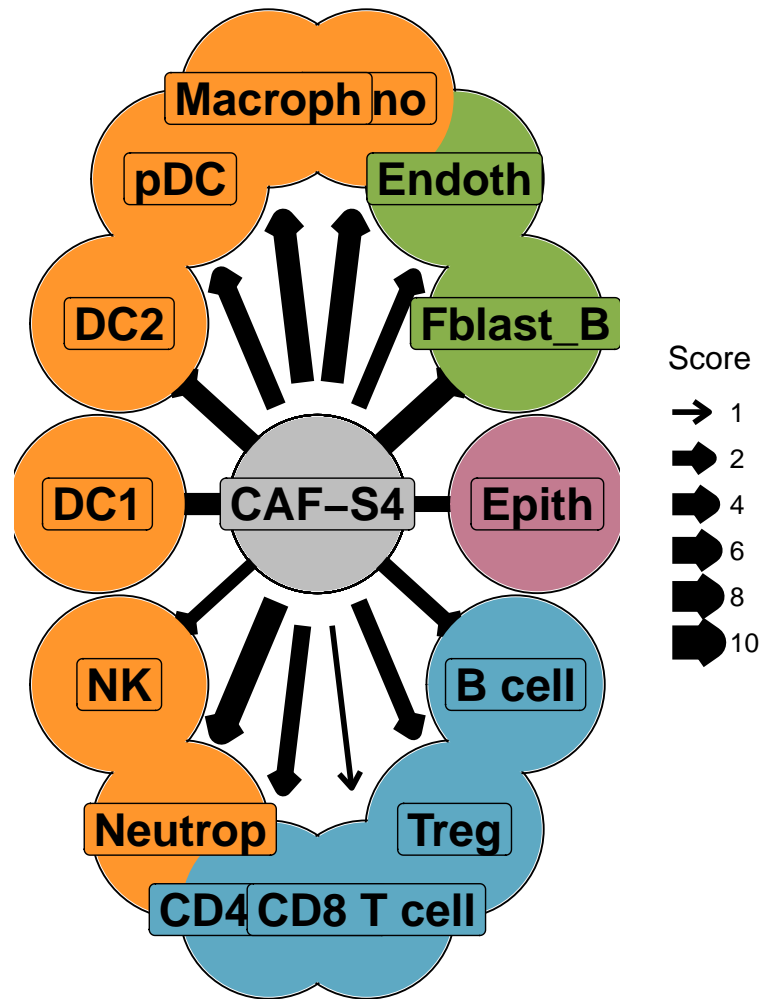 Macroph
no
pDC
Endoth
DC2
Fblast_B
DC1
CAF−S4
Epith
NK
B cell
Neutrop
Treg
CD4
CD8 T cell
Score
1
2
4
6
8
10